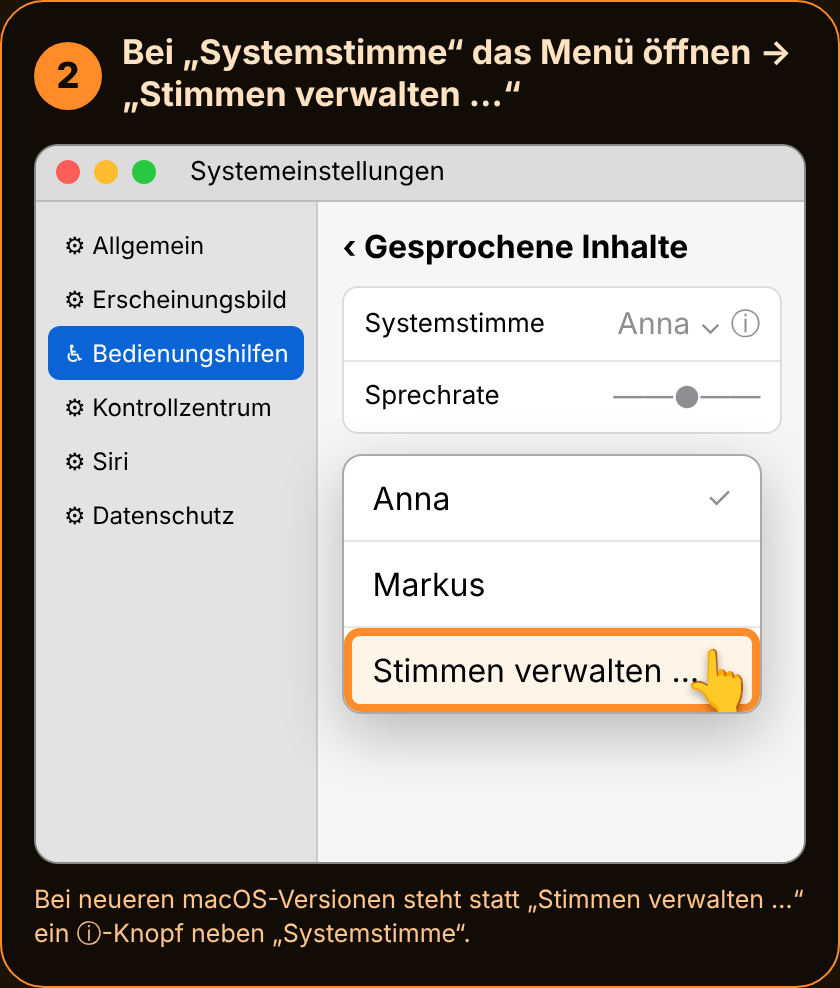 2
Bei „Systemstimme“ das Menü öffnen →
„Stimmen verwalten …“
Systemeinstellungen
⚙ Allgemein
⚙ Erscheinungsbild
♿ Bedienungshilfen
⚙ Kontrollzentrum
⚙ Siri
⚙ Datenschutz
‹ Gesprochene Inhalte
Systemstimme Anna ⌵ ⓘ
Sprechrate
Anna ✓
Markus
Stimmen verwalten …
Bei neueren macOS-Versionen steht statt „Stimmen verwalten …“
ein ⓘ-Knopf neben „Systemstimme“.